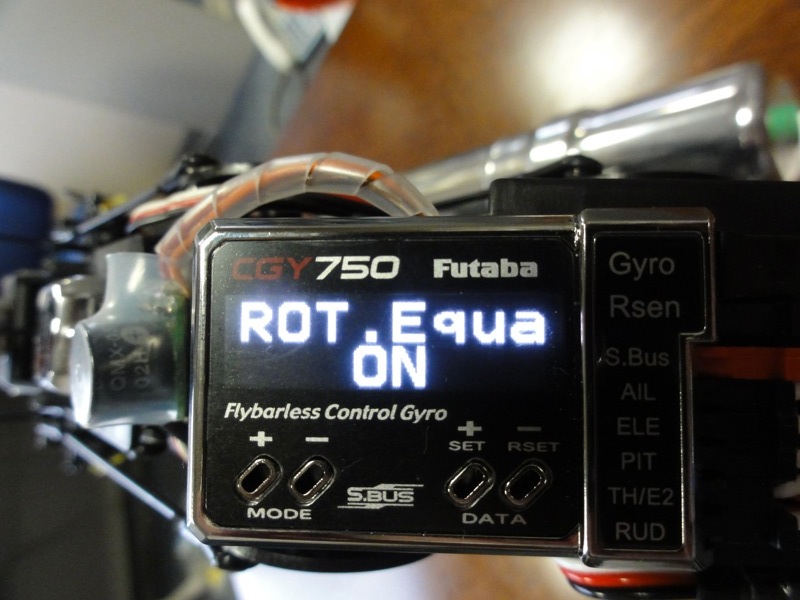 CGY750 Futaba
ROT.Equa
ON
Flybarless Control Gyro
+ − + −
SET RSET
MODE S.BUS DATA
Gyro
Rsen
S.Bus
AIL
ELE
PIT
TH/E2
RUD